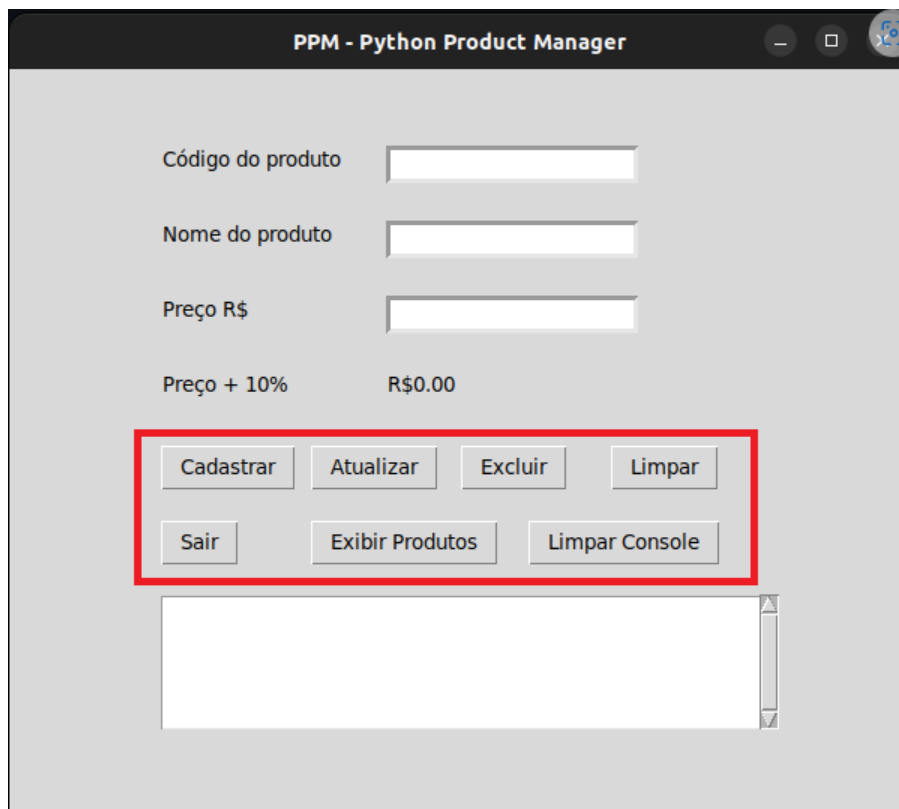 PPM - Python Product Manager
Código do produto
Nome do produto
Preço R$
Preço + 10% R$0.00
Cadastrar Atualizar Excluir Limpar
Sair Exibir Produtos Limpar Console